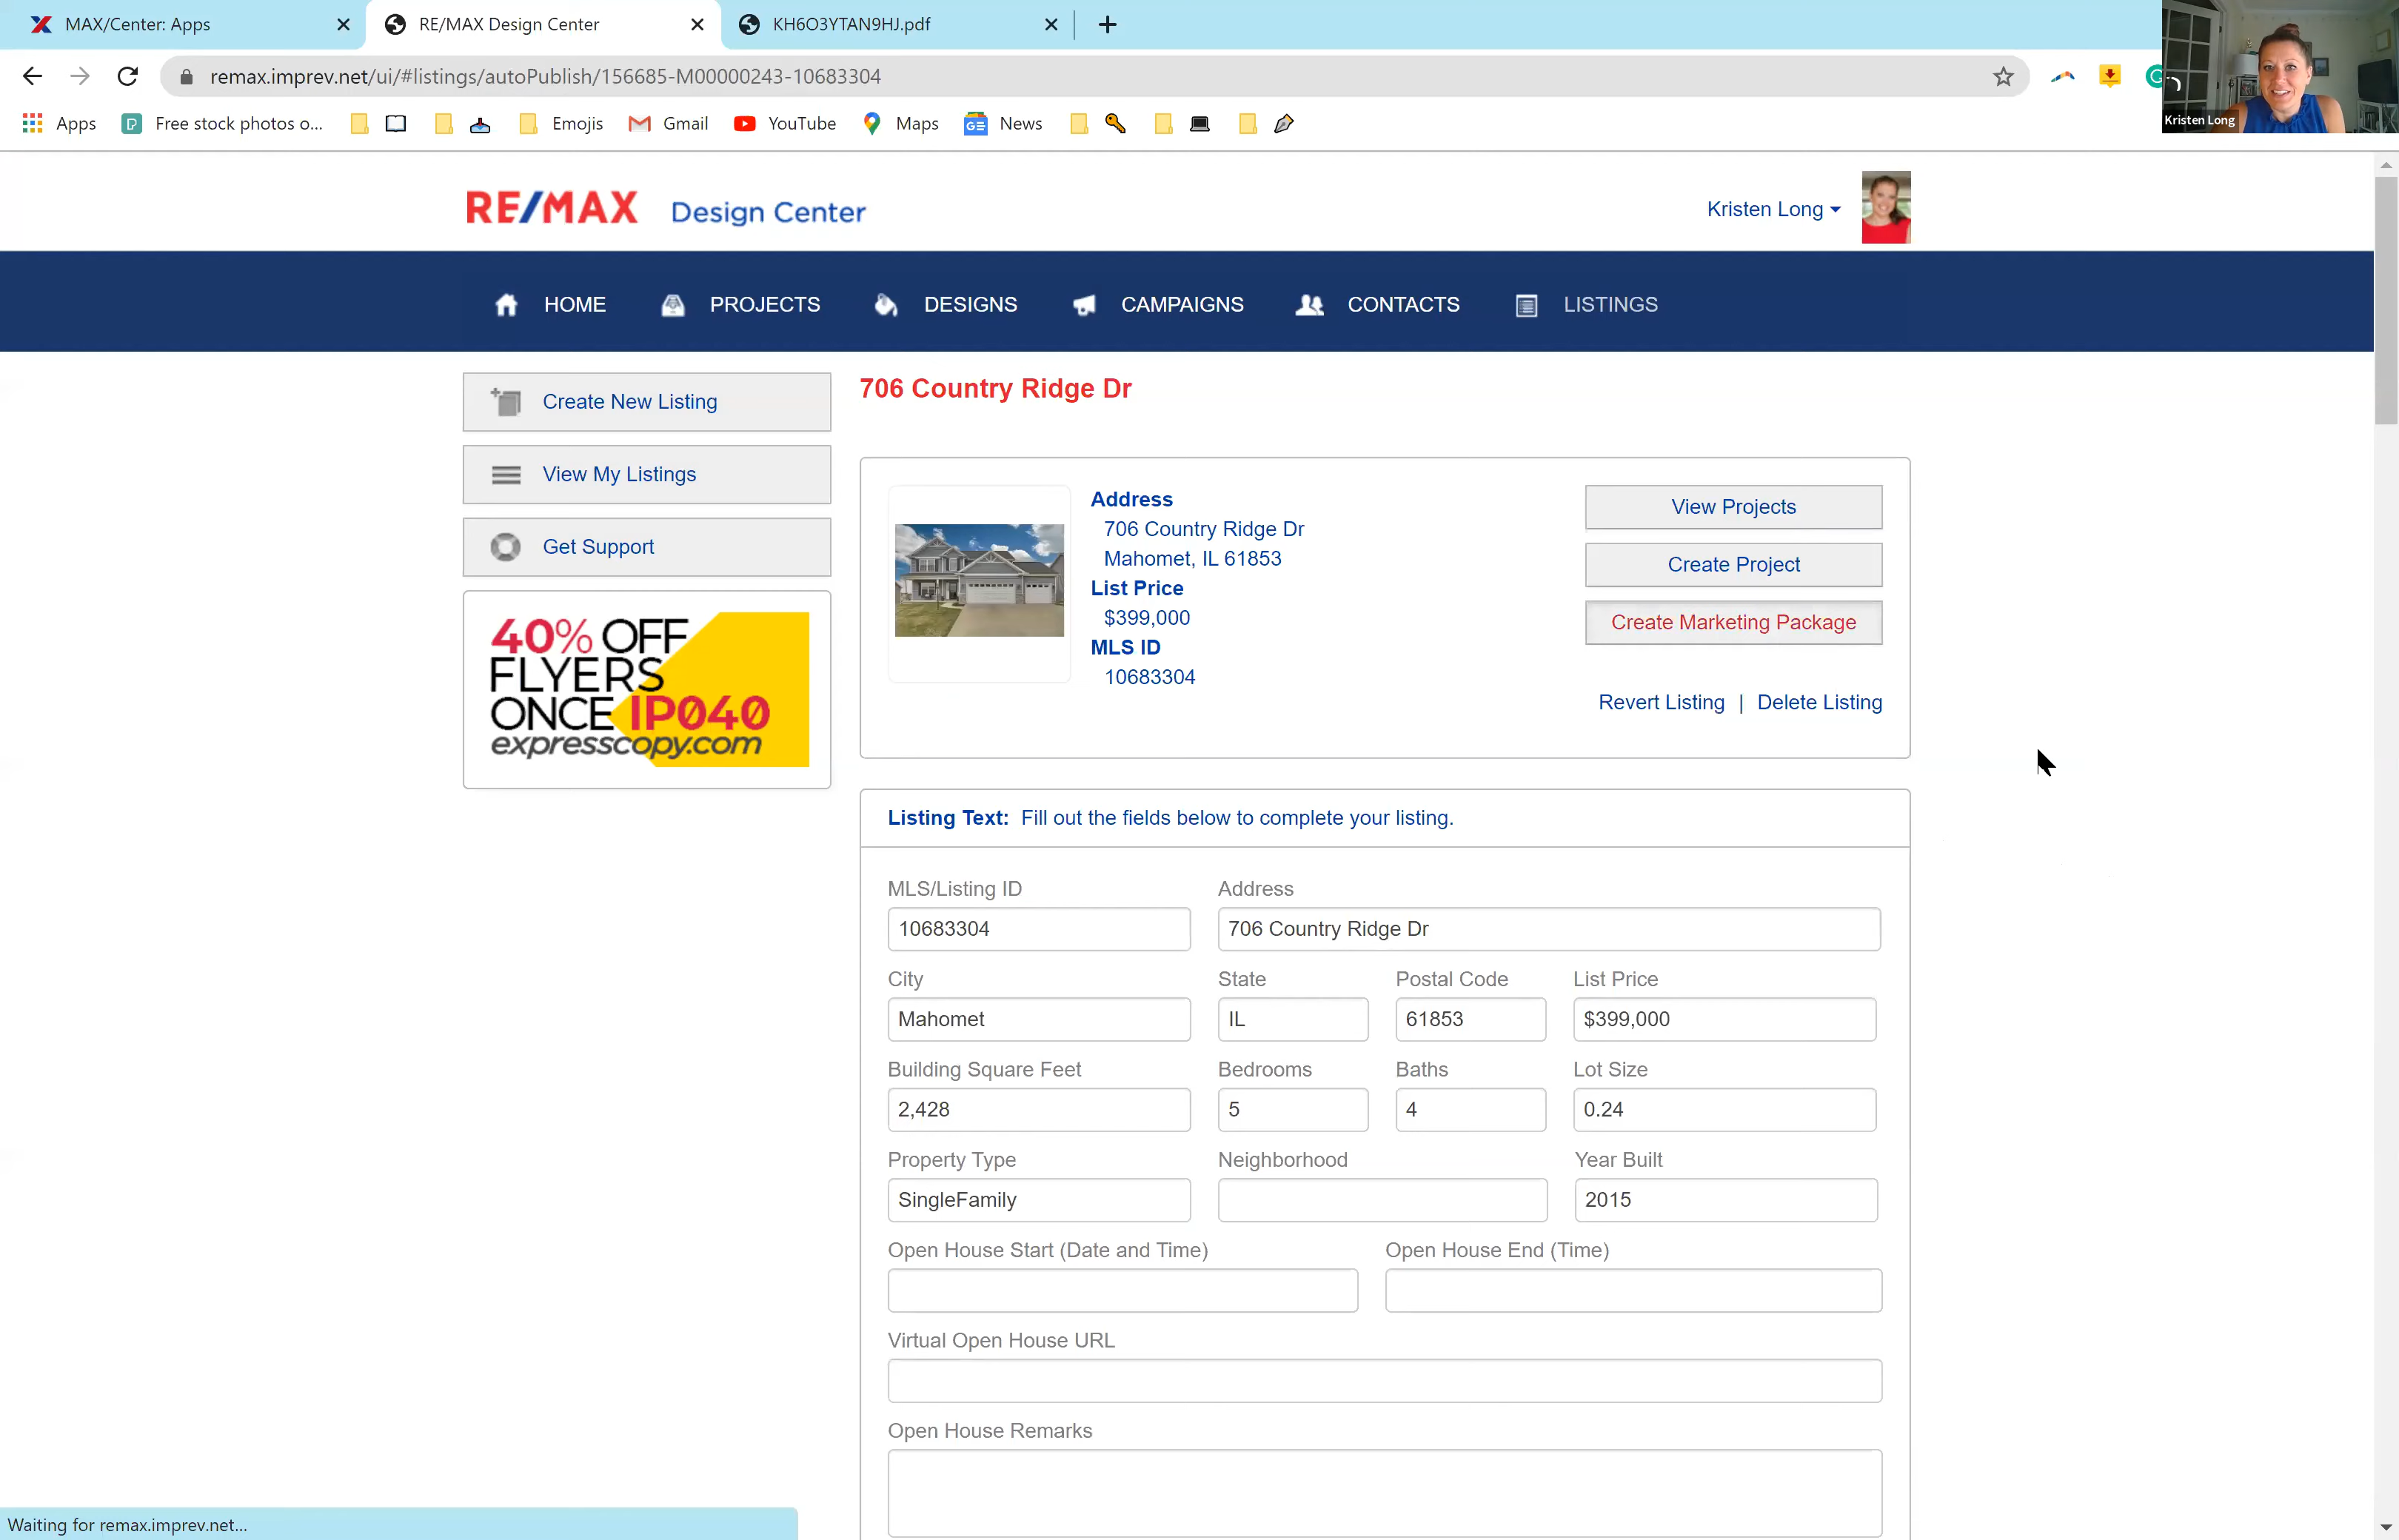 MAX/Center: Apps
RE/MAX Design Center
KH6O3YTAN9HJ.pdf
remax.imprev.net/ui/#listings/autoPublish/156685-M00000243-10683304
Kristen Long
Apps
Free stock photos o...
Emojis
Gmail
YouTube
Maps
News
RE/MAX Design Center
Kristen Long
HOME
PROJECTS
DESIGNS
CAMPAIGNS
CONTACTS
LISTINGS
Create New Listing
View My Listings
Get Support
40% OFF
FLYERS
ONCE IP040
expresscopy.com
706 Country Ridge Dr
Address
706 Country Ridge Dr
Mahomet, IL 61853
List Price
$399,000
MLS ID
10683304
View Projects
Create Project
Create Marketing Package
Revert Listing | Delete Listing
Listing Text: Fill out the fields below to complete your listing.
MLS/Listing ID
Address
10683304
706 Country Ridge Dr
City
State
Postal Code
List Price
Mahomet
IL
61853
$399,000
Building Square Feet
Bedrooms
Baths
Lot Size
2,428
5
4
0.24
Property Type
Neighborhood
Year Built
SingleFamily
2015
Open House Start (Date and Time)
Open House End (Time)
Virtual Open House URL
Open House Remarks
Waiting for remax.imprev.net...